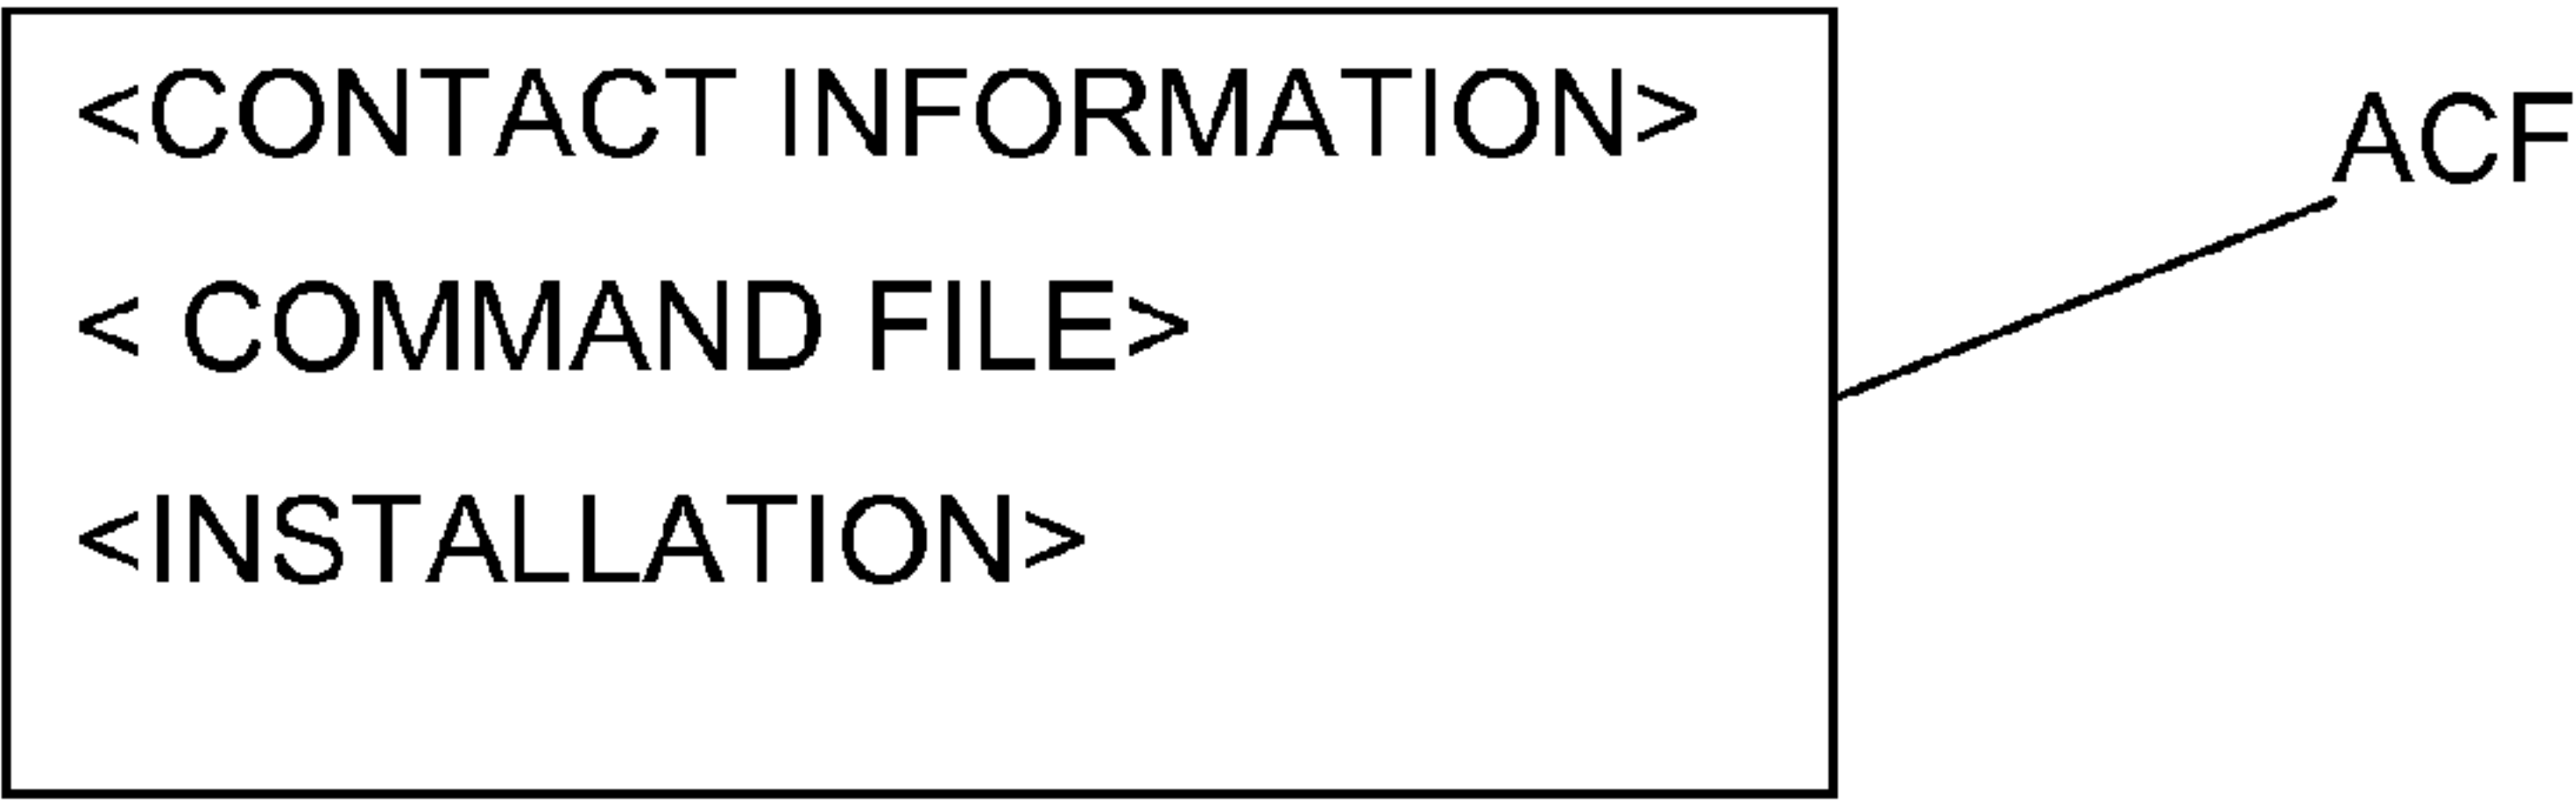 <CONTACT INFORMATION>
ACF
< COMMAND FILE>
<INSTALLATION>